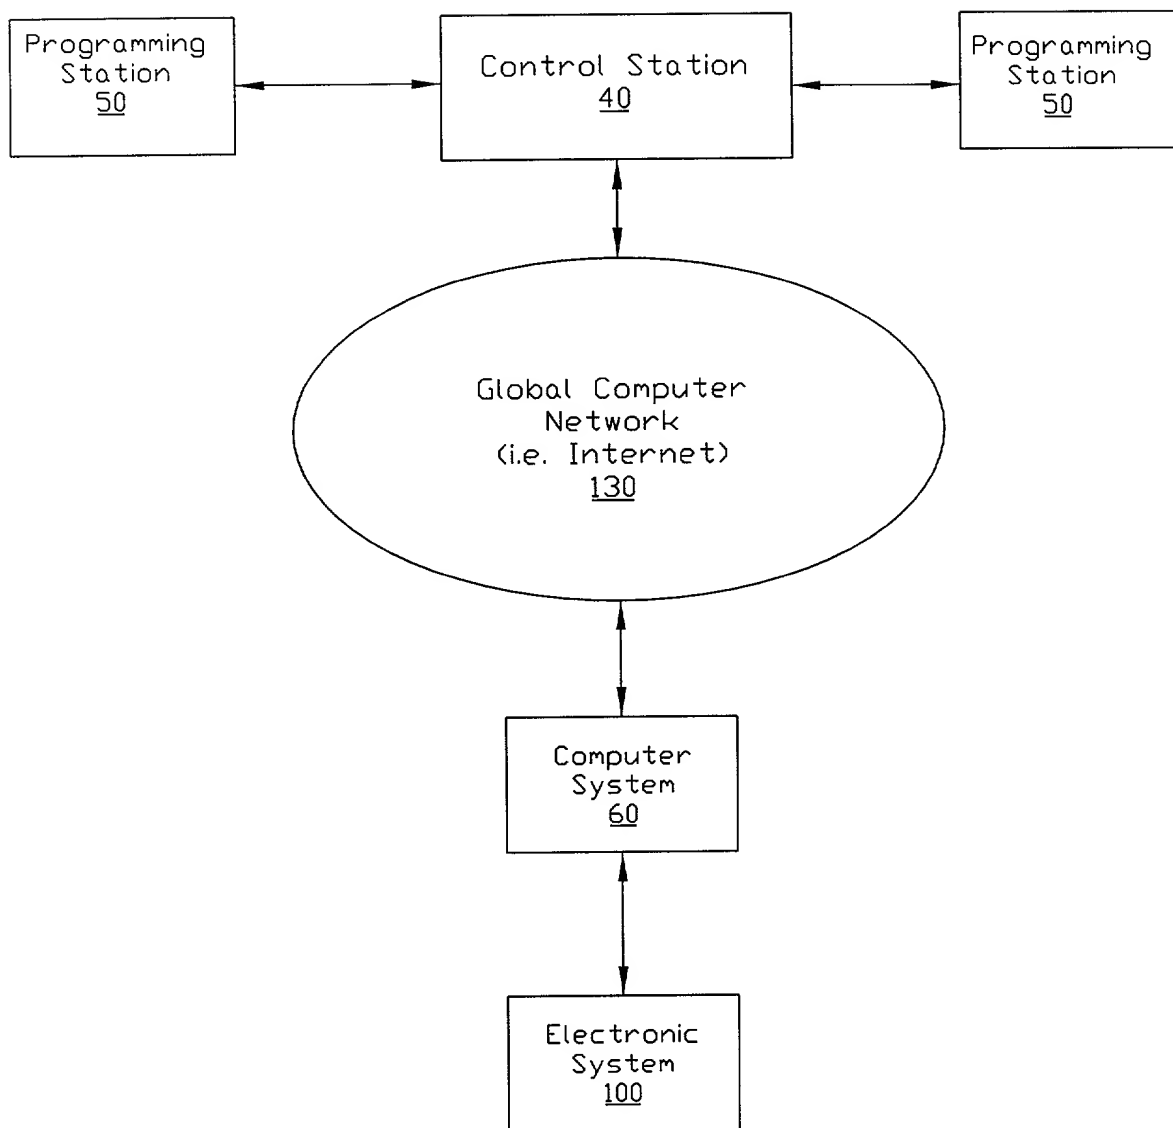 Programming
Station
50
Control Station
40
Programming
Station
50
Global Computer
Network
(i.e. Internet)
130
Computer
System
60
Electronic
System
100